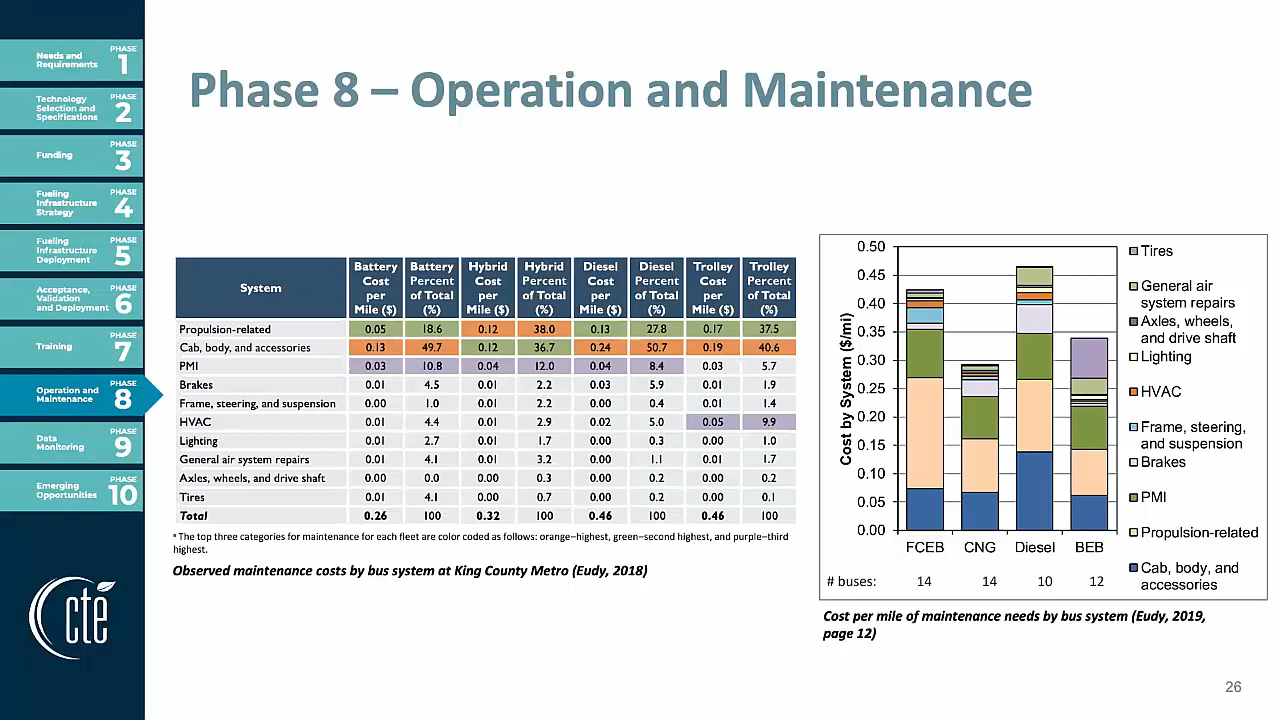 Needs and
Requirements
PHASE
1
Technology
Selection and
Specifications
PHASE
2
Funding
PHASE
3
Fueling
Infrastructure
Strategy
PHASE
4
Fueling
Infrastructure
Deployment
PHASE
5
Acceptance,
Validation
and Deployment
PHASE
6
Training
PHASE
7
Operation and
Maintenance
PHASE
8
Data
Monitoring
PHASE
9
Emerging
Opportunities
PHASE
10
cte
Phase 8 – Operation and Maintenance
System Battery Cost per Mile ($) Battery Percent of Total (%) Hybrid Cost per Mile ($) Hybrid Percent of Total (%) Diesel Cost per Mile ($) Diesel Percent of Total (%) Trolley Cost per Mile ($) Trolley Percent of Total (%)
Propulsion-related 0.05 18.6 0.12 38.0 0.13 27.8 0.17 37.5
Cab, body, and accessories 0.13 49.7 0.12 36.7 0.24 50.7 0.19 40.6
PMI 0.03 10.8 0.04 12.0 0.04 8.4 0.03 5.7
Brakes 0.01 4.5 0.01 2.2 0.03 5.9 0.01 1.9
Frame, steering, and suspension 0.00 1.0 0.01 2.2 0.00 0.4 0.01 1.4
HVAC 0.01 4.4 0.01 2.9 0.02 5.0 0.05 9.9
Lighting 0.01 2.7 0.01 1.7 0.00 0.3 0.00 1.0
General air system repairs 0.01 4.1 0.01 3.2 0.00 1.1 0.01 1.7
Axles, wheels, and drive shaft 0.00 0.0 0.00 0.3 0.00 0.2 0.00 0.2
Tires 0.01 4.1 0.00 0.7 0.00 0.2 0.00 0.1
Total 0.26 100 0.32 100 0.46 100 0.46 100
ᵃ The top three categories for maintenance for each fleet are color coded as follows: orange–highest, green–second highest, and purple–third
highest.
Observed maintenance costs by bus system at King County Metro (Eudy, 2018)
Cost by System ($/mi)
0.50
0.45
0.40
0.35
0.30
0.25
0.20
0.15
0.10
0.05
0.00
FCEB CNG Diesel BEB
# buses: 14 14 10 12
Tires
General air
system repairs
Axles, wheels,
and drive shaft
Lighting
HVAC
Frame, steering,
and suspension
Brakes
PMI
Propulsion-related
Cab, body, and
accessories
Cost per mile of maintenance needs by bus system (Eudy, 2019,
page 12)
26